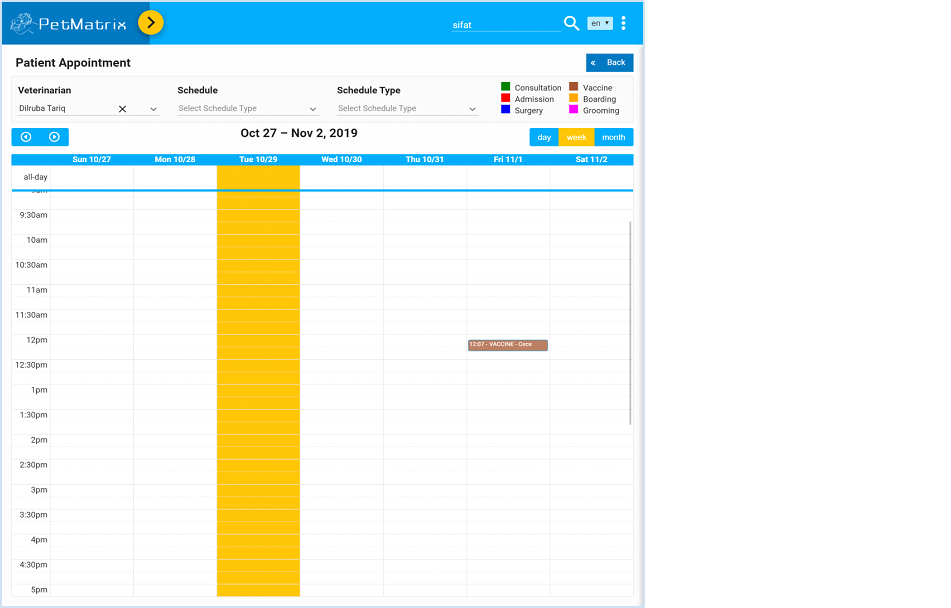 PetMatrix
sifat
en
Patient Appointment
« Back
Veterinarian
Schedule
Schedule Type
Dilruba Tariq
Select Schedule Type
Select Schedule Type
Consultation
Vaccine
Admission
Boarding
Surgery
Grooming
Oct 27 – Nov 2, 2019
day week month
Sun 10/27 Mon 10/28 Tue 10/29 Wed 10/30 Thu 10/31 Fri 11/1 Sat 11/2
all-day
9:30am
10am
10:30am
11am
11:30am
12pm
12:07 - VACCINE - Cece
12:30pm
1pm
1:30pm
2pm
2:30pm
3pm
3:30pm
4pm
4:30pm
5pm